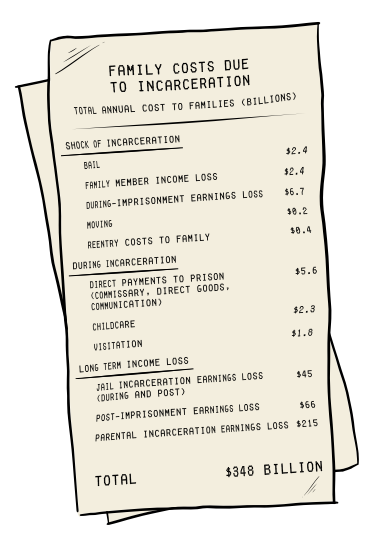 FAMILY COSTS DUE
TO INCARCERATION
TOTAL ANNUAL COST TO FAMILIES (BILLIONS)
SHOCK OF INCARCERATION
BAIL $2.4
FAMILY MEMBER INCOME LOSS $2.4
DURING-IMPRISONMENT EARNINGS LOSS $6.7
MOVING $0.2
REENTRY COSTS TO FAMILY $0.4
DURING INCARCERATION
DIRECT PAYMENTS TO PRISON $5.6
(COMMISSARY, DIRECT GOODS,
COMMUNICATION)
CHILDCARE $2.3
VISITATION $1.8
LONG TERM INCOME LOSS
JAIL INCARCERATION EARNINGS LOSS $45
(DURING AND POST)
POST-IMPRISONMENT EARNINGS LOSS $66
PARENTAL INCARCERATION EARNINGS LOSS $215
TOTAL $348 BILLION